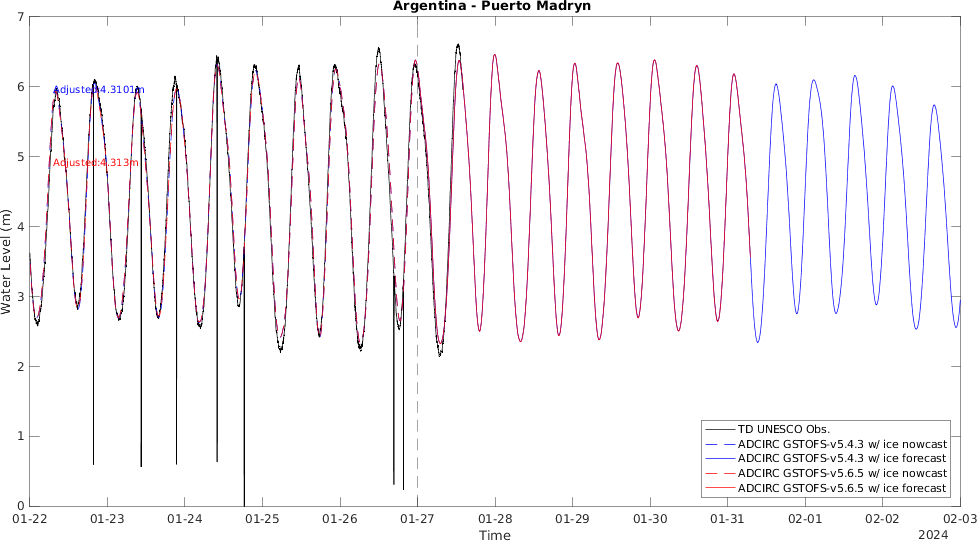 Argentina - Puerto Madryn
7
6
5
4
3
2
1
0
Water Level (m)
Adjusted:4.3101m
Adjusted:4.313m
TD UNESCO Obs.
ADCIRC GSTOFS-v5.4.3 w/ ice nowcast
ADCIRC GSTOFS-v5.4.3 w/ ice forecast
ADCIRC GSTOFS-v5.6.5 w/ ice nowcast
ADCIRC GSTOFS-v5.6.5 w/ ice forecast
01-22 01-23 01-24 01-25 01-26 01-27 01-28 01-29 01-30 01-31 02-01 02-02 02-03
Time
2024